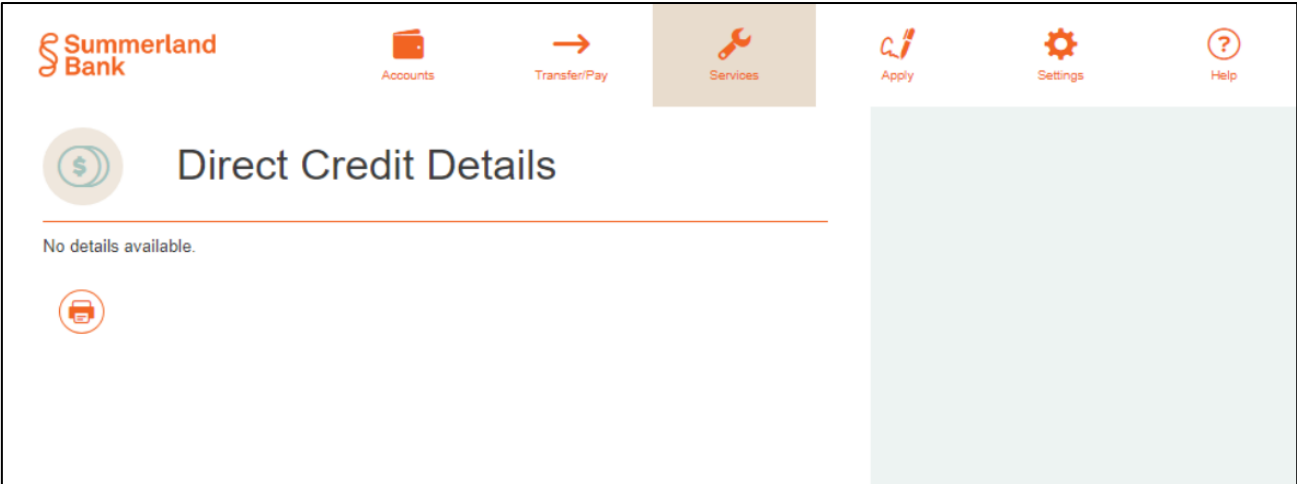 Summerland
Bank
Accounts
Transfer/Pay
Services
Apply
Settings
? 
Help
$
Direct Credit Details
No details available.